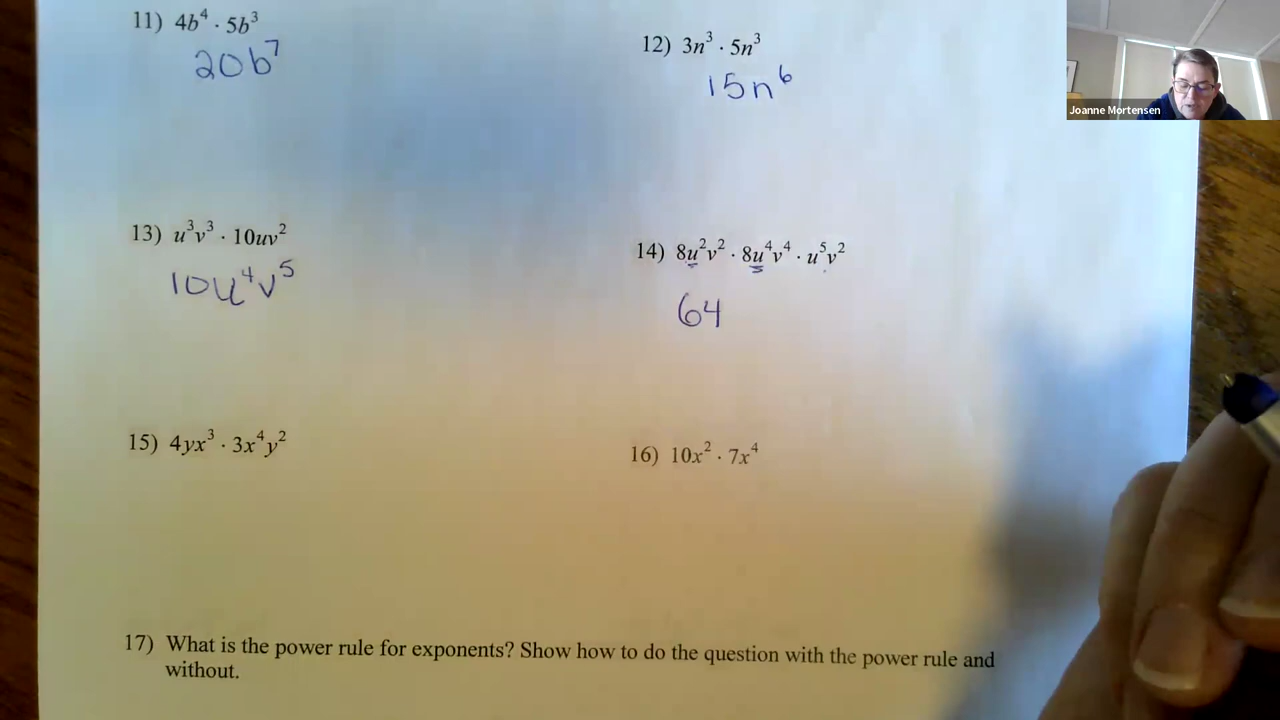 11) 4b⁴ · 5b³
20b⁷
12) 3n³ · 5n³
15n⁶
Joanne Mortensen
13) u³v³ · 10uv²
10u⁴v⁵
14) 8u²v² · 8u⁴v⁴ · u⁵v²
64
15) 4yx³ · 3x⁴y²
16) 10x² · 7x⁴
17) What is the power rule for exponents? Show how to do the question with the power rule and
without.